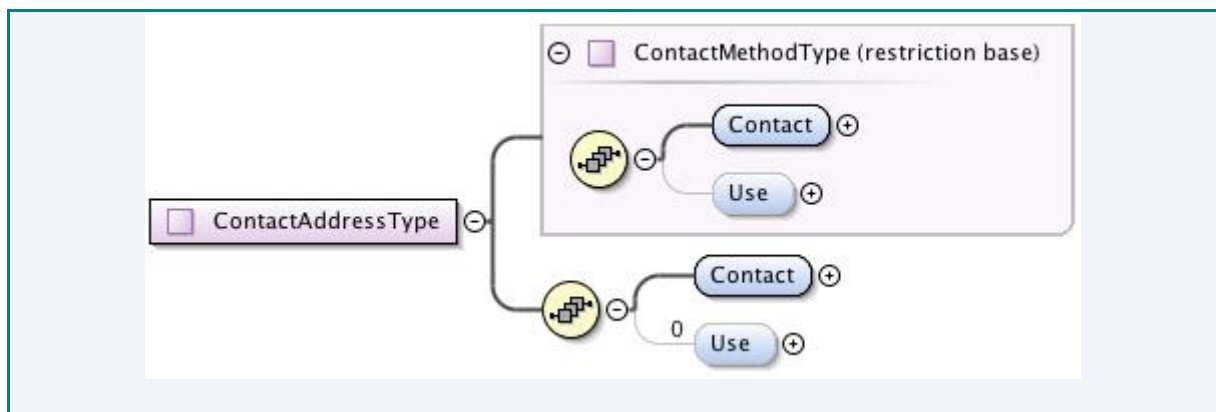 ContactMethodType (restriction base)
Contact
Use
ContactAddressType
Contact
0
Use